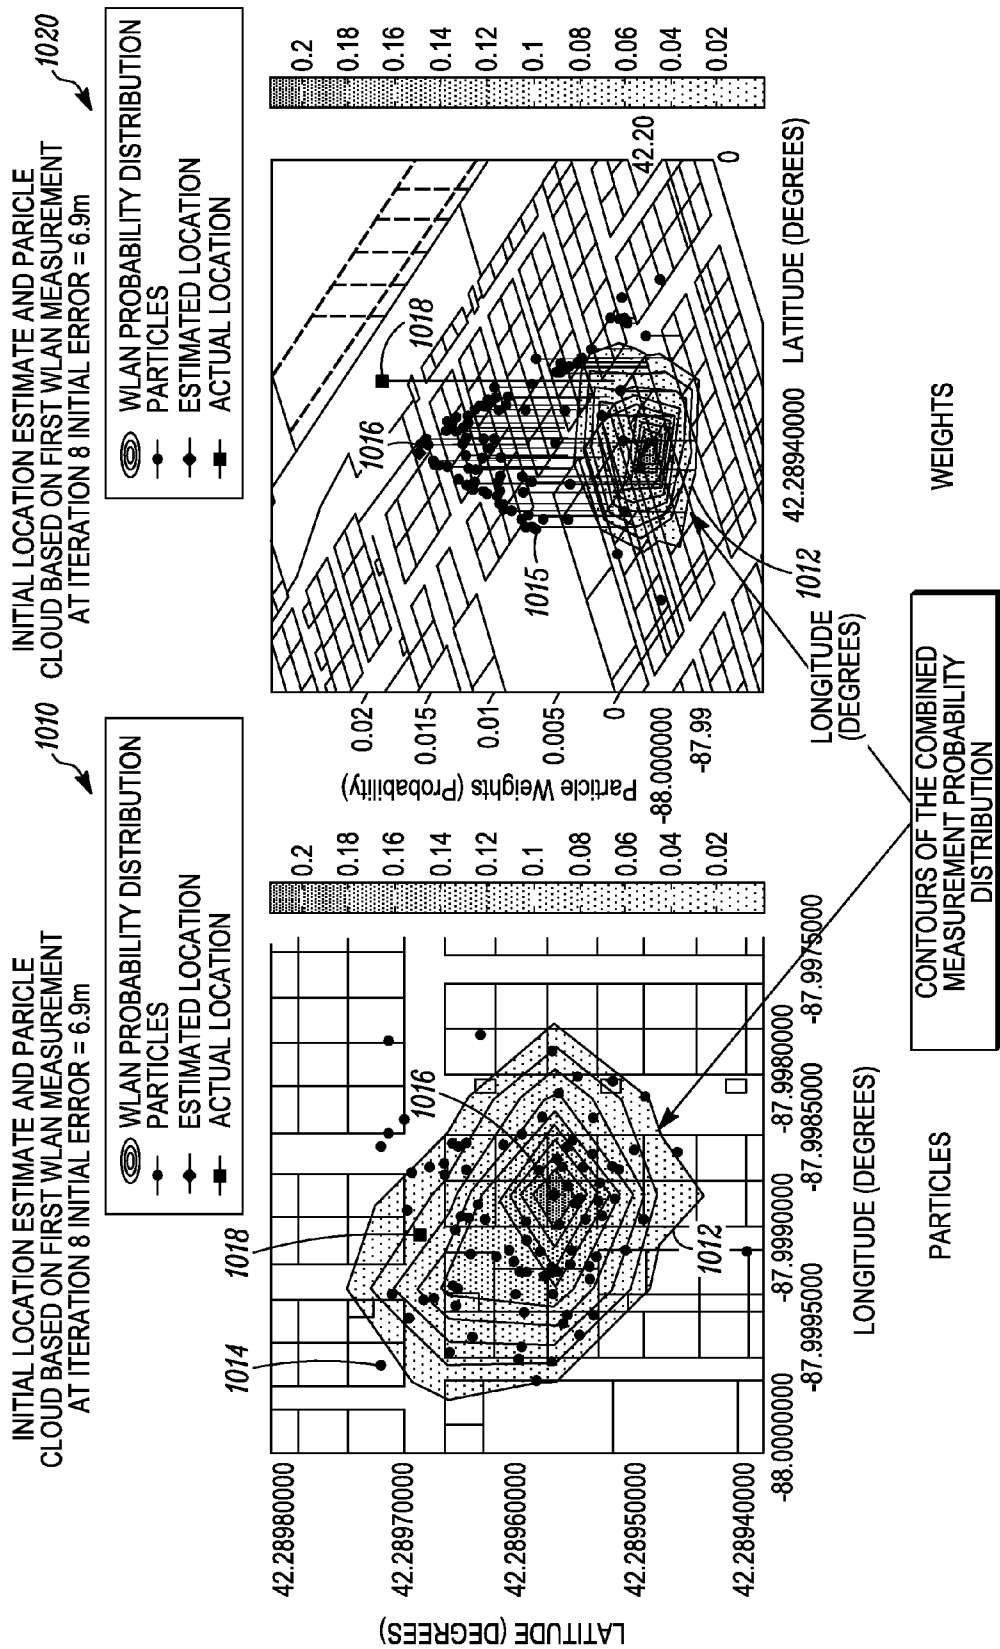 INITIAL LOCATION ESTIMATE AND PARICLE
CLOUD BASED ON FIRST WLAN MEASUREMENT
AT ITERATION 8 INITIAL ERROR = 6.9m
1010
WLAN PROBABILITY DISTRIBUTION
PARTICLES
ESTIMATED LOCATION
ACTUAL LOCATION
1014
1018
1016
1012
LATITUDE (DEGREES)
42.28980000
42.28970000
42.28960000
42.28950000
42.28940000
-88.0000000
-87.9995000
-87.9990000
-87.9985000
-87.9980000
-87.9975000
LONGITUDE (DEGREES)
0.2
0.18
0.16
0.14
0.12
0.1
0.08
0.06
0.04
0.02
PARTICLES
INITIAL LOCATION ESTIMATE AND PARICLE
CLOUD BASED ON FIRST WLAN MEASUREMENT
AT ITERATION 8 INITIAL ERROR = 6.9m
1020
WLAN PROBABILITY DISTRIBUTION
PARTICLES
ESTIMATED LOCATION
ACTUAL LOCATION
1016
1018
1015
1012
Particle Weights (Probability)
0.02
0.015
0.01
0.005
0
-88.000000
-87.99
LONGITUDE
(DEGREES)
42.28940000
LATITUDE (DEGREES)
42.20
0
0.2
0.18
0.16
0.14
0.12
0.1
0.08
0.06
0.04
0.02
WEIGHTS
CONTOURS OF THE COMBINED
MEASUREMENT PROBABILITY
DISTRIBUTION